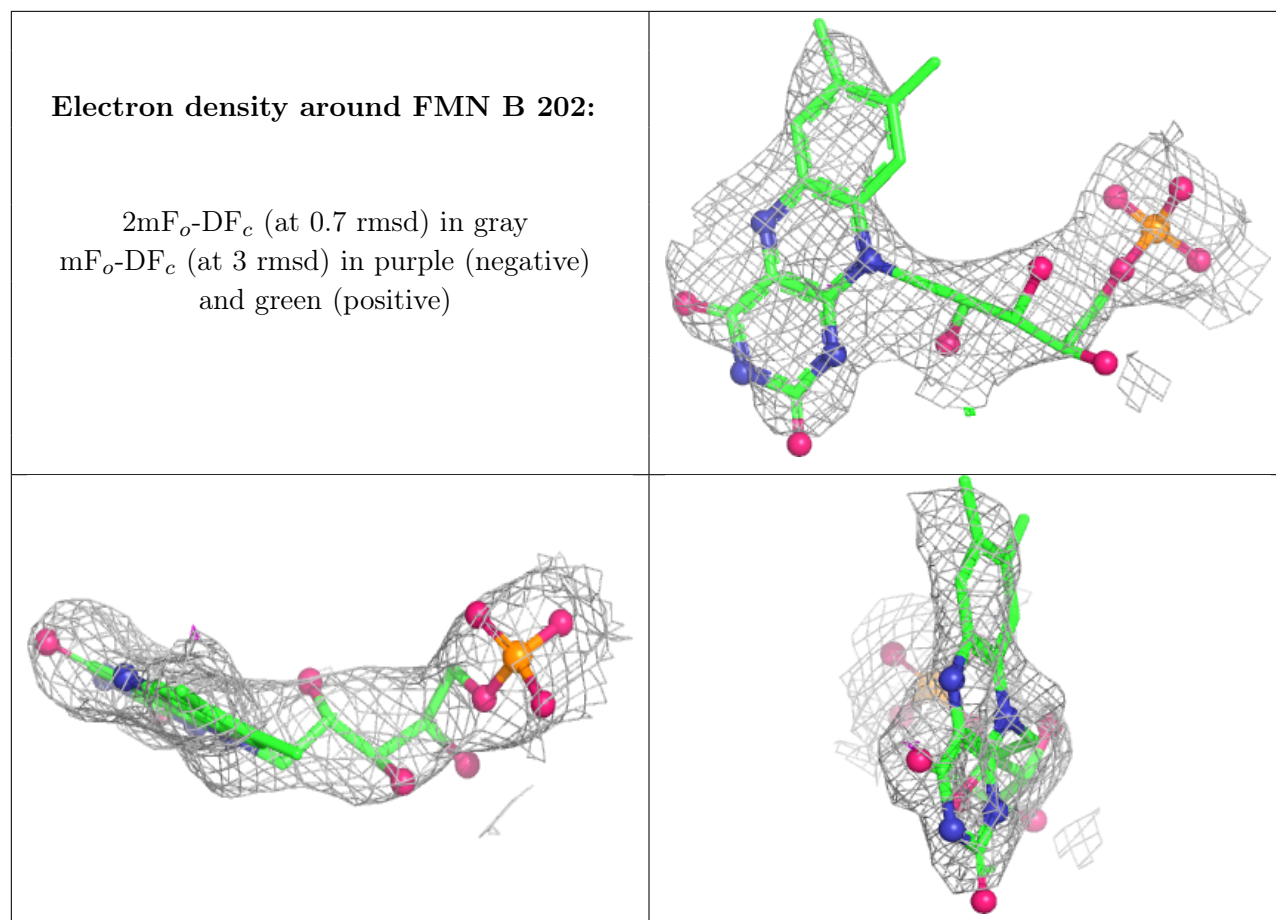 Electron density around FMN B 202:
2mFo-DFc (at 0.7 rmsd) in gray
mFo-DFc (at 3 rmsd) in purple (negative)
and green (positive)